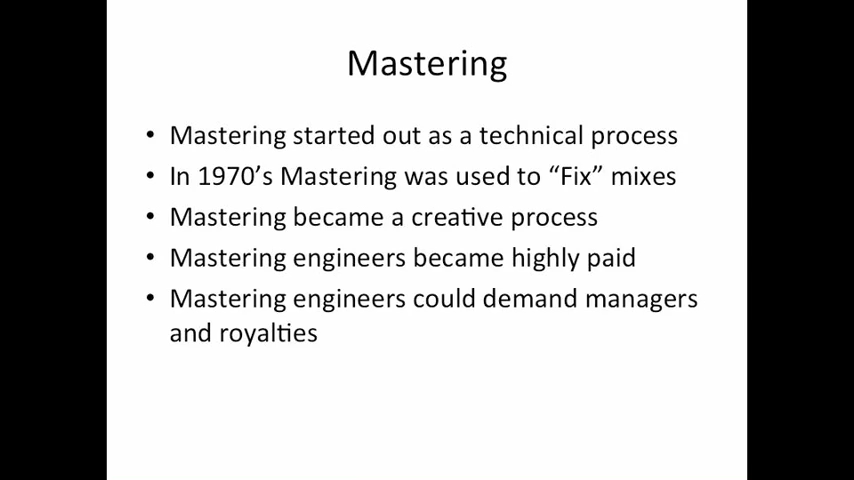 Mastering
• Mastering started out as a technical process
• In 1970’s Mastering was used to “Fix” mixes
• Mastering became a creative process
• Mastering engineers became highly paid
• Mastering engineers could demand managers
and royalties